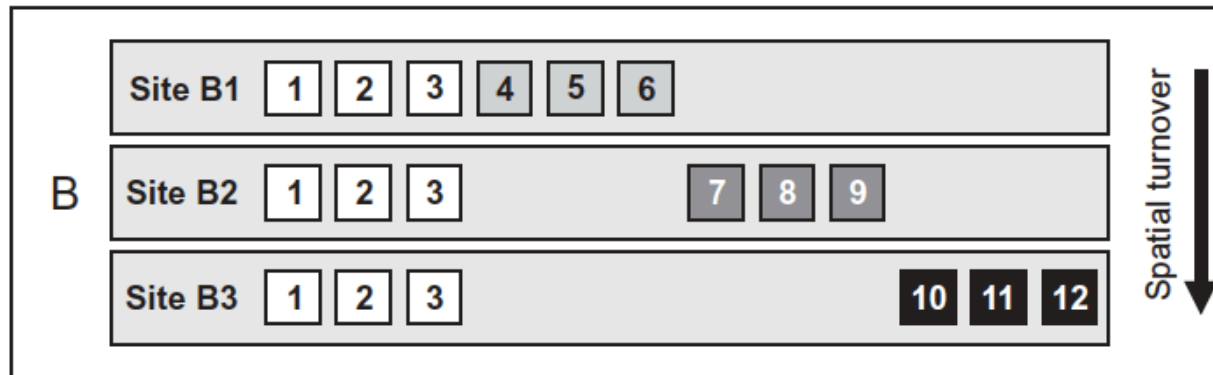 Site B1 1 2 3 4 5 6
B
Site B2 1 2 3 7 8 9
Site B3 1 2 3 10 11 12
Spatial turnover